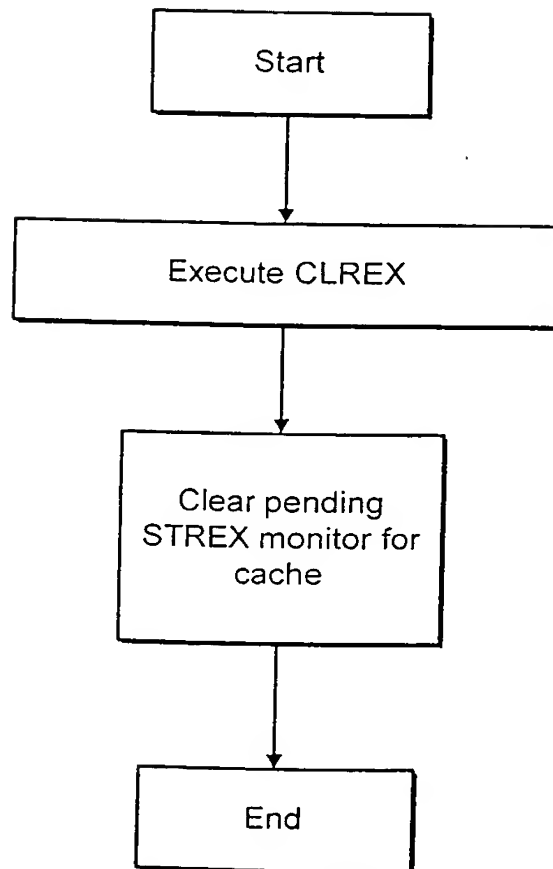 Start
Execute CLREX
Clear pending
STREX monitor for
cache
End